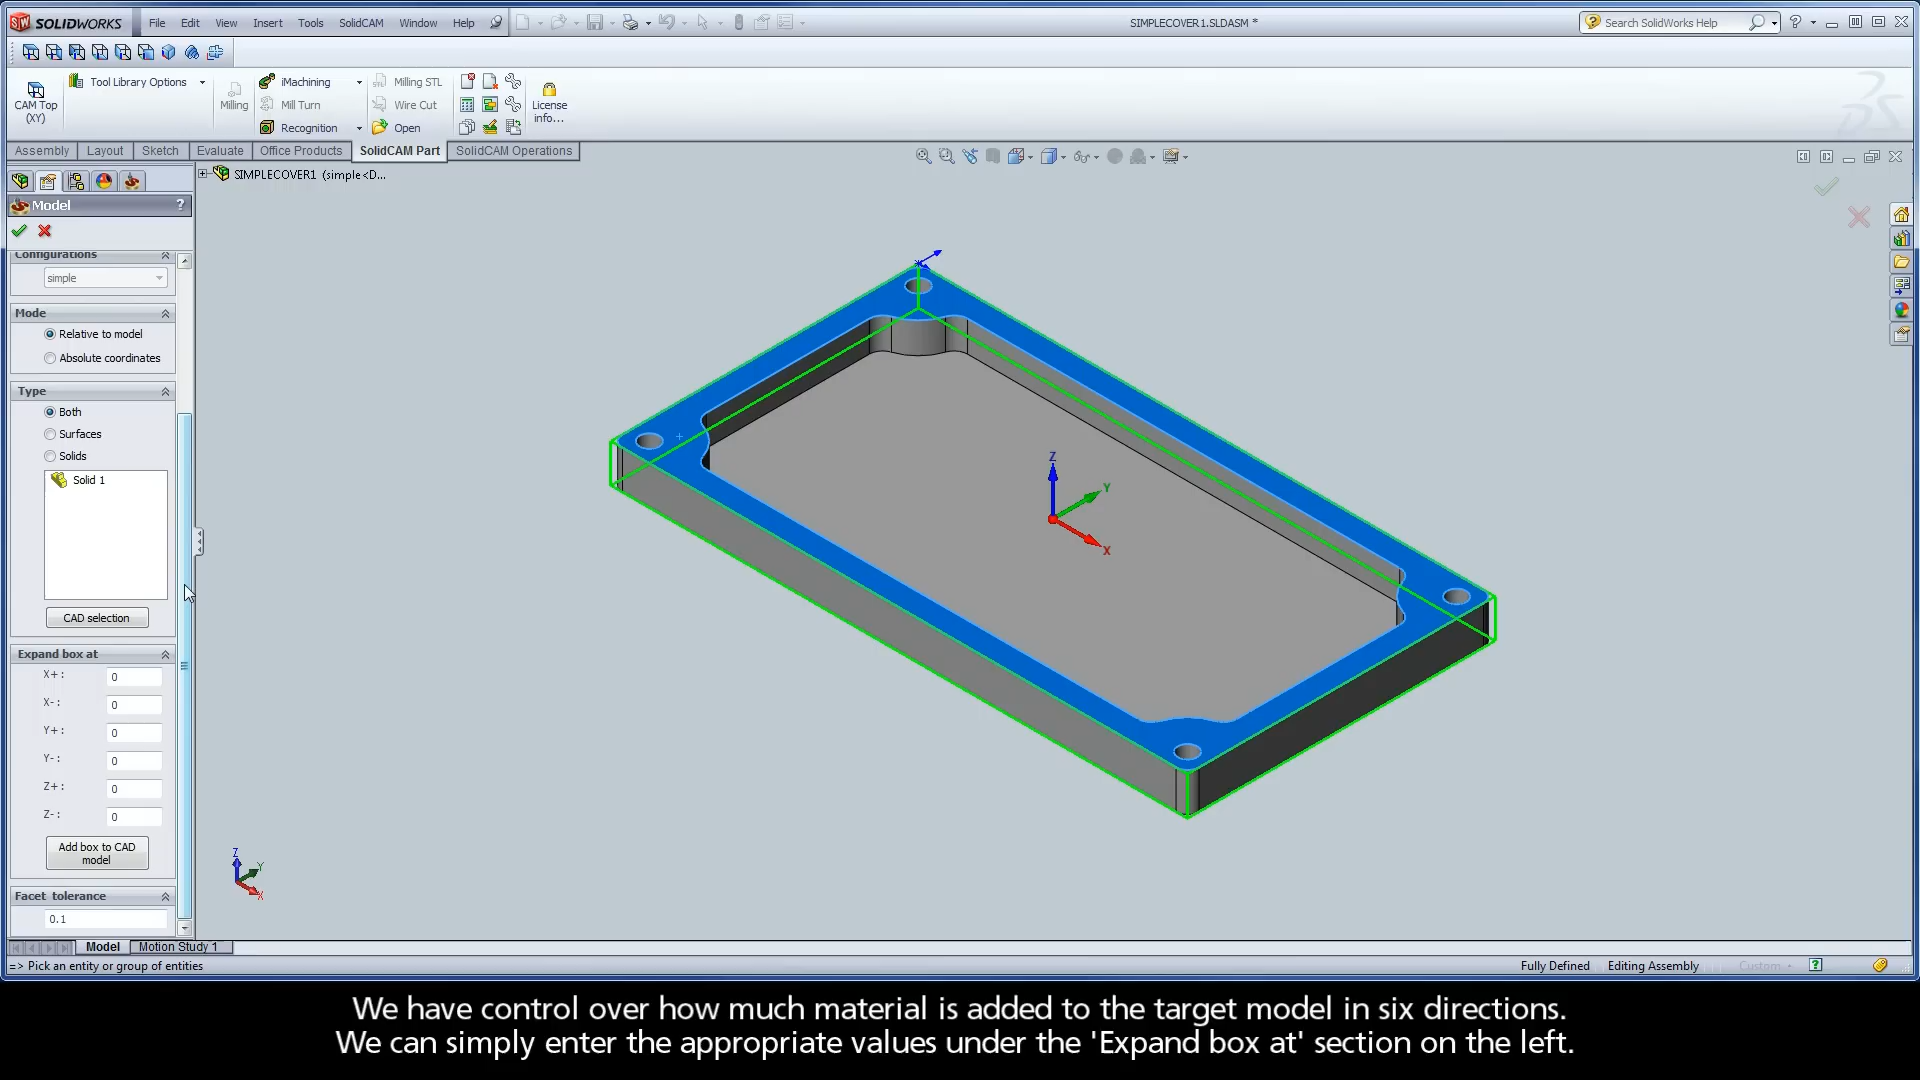 SOLIDWORKS File Edit View Insert Tools SolidCAM Window Help SIMPLECOVER1.SLDASM * Search SolidWorks Help
CAM Top
(XY)
Tool Library Options
Milling
iMachining
Mill Turn
Recognition
Milling STL
Wire Cut
Open
License
info...
Assembly Layout Sketch Evaluate Office Products SolidCAM Part SolidCAM Operations
SIMPLECOVER1 (simple<D...
Model ?
Configurations
simple
Mode
Relative to model
Absolute coordinates
Type
Both
Surfaces
Solids
Solid 1
CAD selection
Expand box at
X+: 0
X-: 0
Y+: 0
Y-: 0
Z+: 0
Z-: 0
Add box to CAD
model
Facet tolerance
0.1
Z
Y
X
Z
Y
X
Model Motion Study 1
=> Pick an entity or group of entities Fully Defined Editing Assembly Custom
We have control over how much material is added to the target model in six directions.
We can simply enter the appropriate values under the 'Expand box at' section on the left.